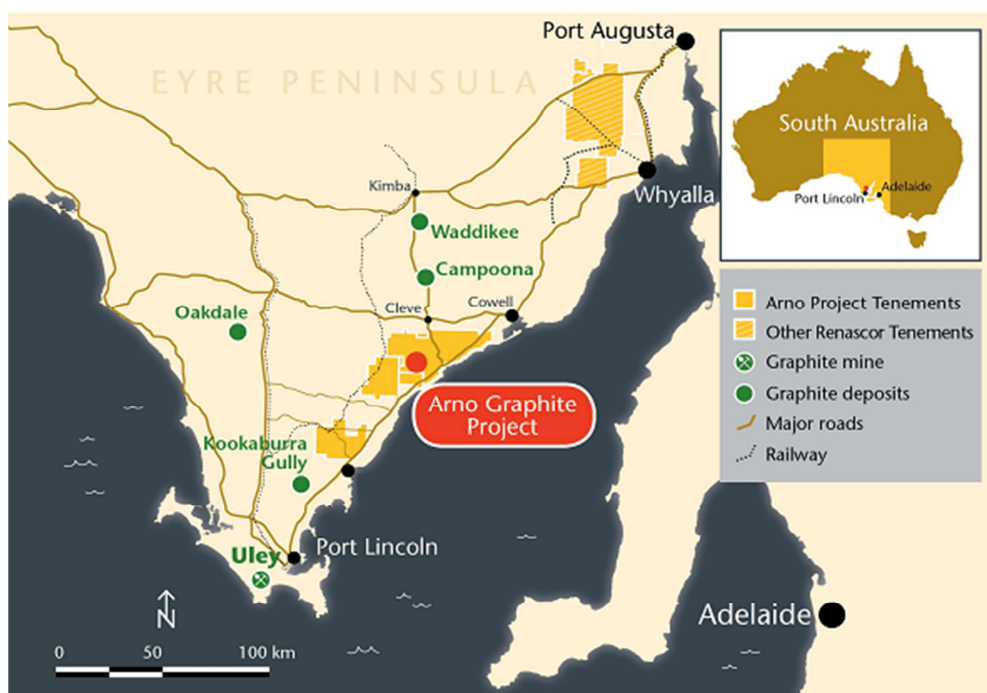 Port Augusta
EYRE PENINSULA
Kimba
Whyalla
Waddikee
Campoona
Cleve
Cowell
Oakdale
Arno Graphite
Project
Kookaburra
Gully
Uley
Port Lincoln
Adelaide
N
0 50 100 km
South Australia
Adelaide
Port Lincoln
Arno Project Tenements
Other Renascor Tenements
Graphite mine
Graphite deposits
Major roads
Railway